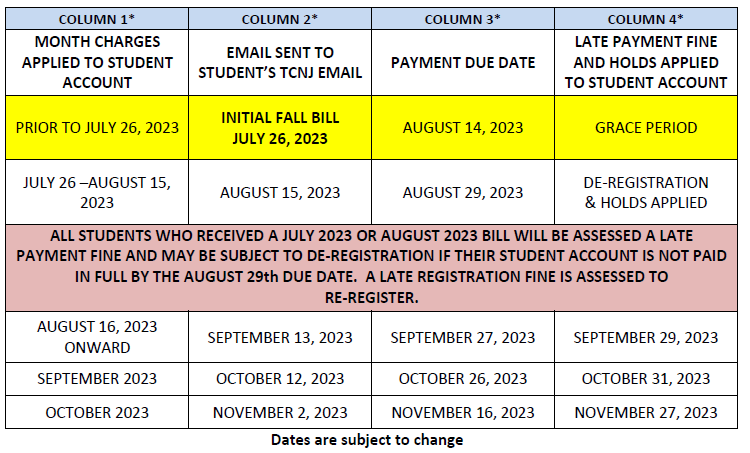 COLUMN 1* COLUMN 2* COLUMN 3* COLUMN 4*
MONTH CHARGES
APPLIED TO STUDENT
ACCOUNT
EMAIL SENT TO
STUDENT'S TCNJ EMAIL
PAYMENT DUE DATE
LATE PAYMENT FINE
AND HOLDS APPLIED
TO STUDENT ACCOUNT
PRIOR TO JULY 26, 2023
INITIAL FALL BILL
JULY 26, 2023
AUGUST 14, 2023
GRACE PERIOD
JULY 26 –AUGUST 15,
2023
AUGUST 15, 2023
AUGUST 29, 2023
DE-REGISTRATION
& HOLDS APPLIED
ALL STUDENTS WHO RECEIVED A JULY 2023 OR AUGUST 2023 BILL WILL BE ASSESSED A LATE
PAYMENT FINE AND MAY BE SUBJECT TO DE-REGISTRATION IF THEIR STUDENT ACCOUNT IS NOT PAID
IN FULL BY THE AUGUST 29th DUE DATE. A LATE REGISTRATION FINE IS ASSESSED TO
RE-REGISTER.
AUGUST 16, 2023
ONWARD
SEPTEMBER 13, 2023
SEPTEMBER 27, 2023
SEPTEMBER 29, 2023
SEPTEMBER 2023 OCTOBER 12, 2023 OCTOBER 26, 2023 OCTOBER 31, 2023
OCTOBER 2023 NOVEMBER 2, 2023 NOVEMBER 16, 2023 NOVEMBER 27, 2023
Dates are subject to change